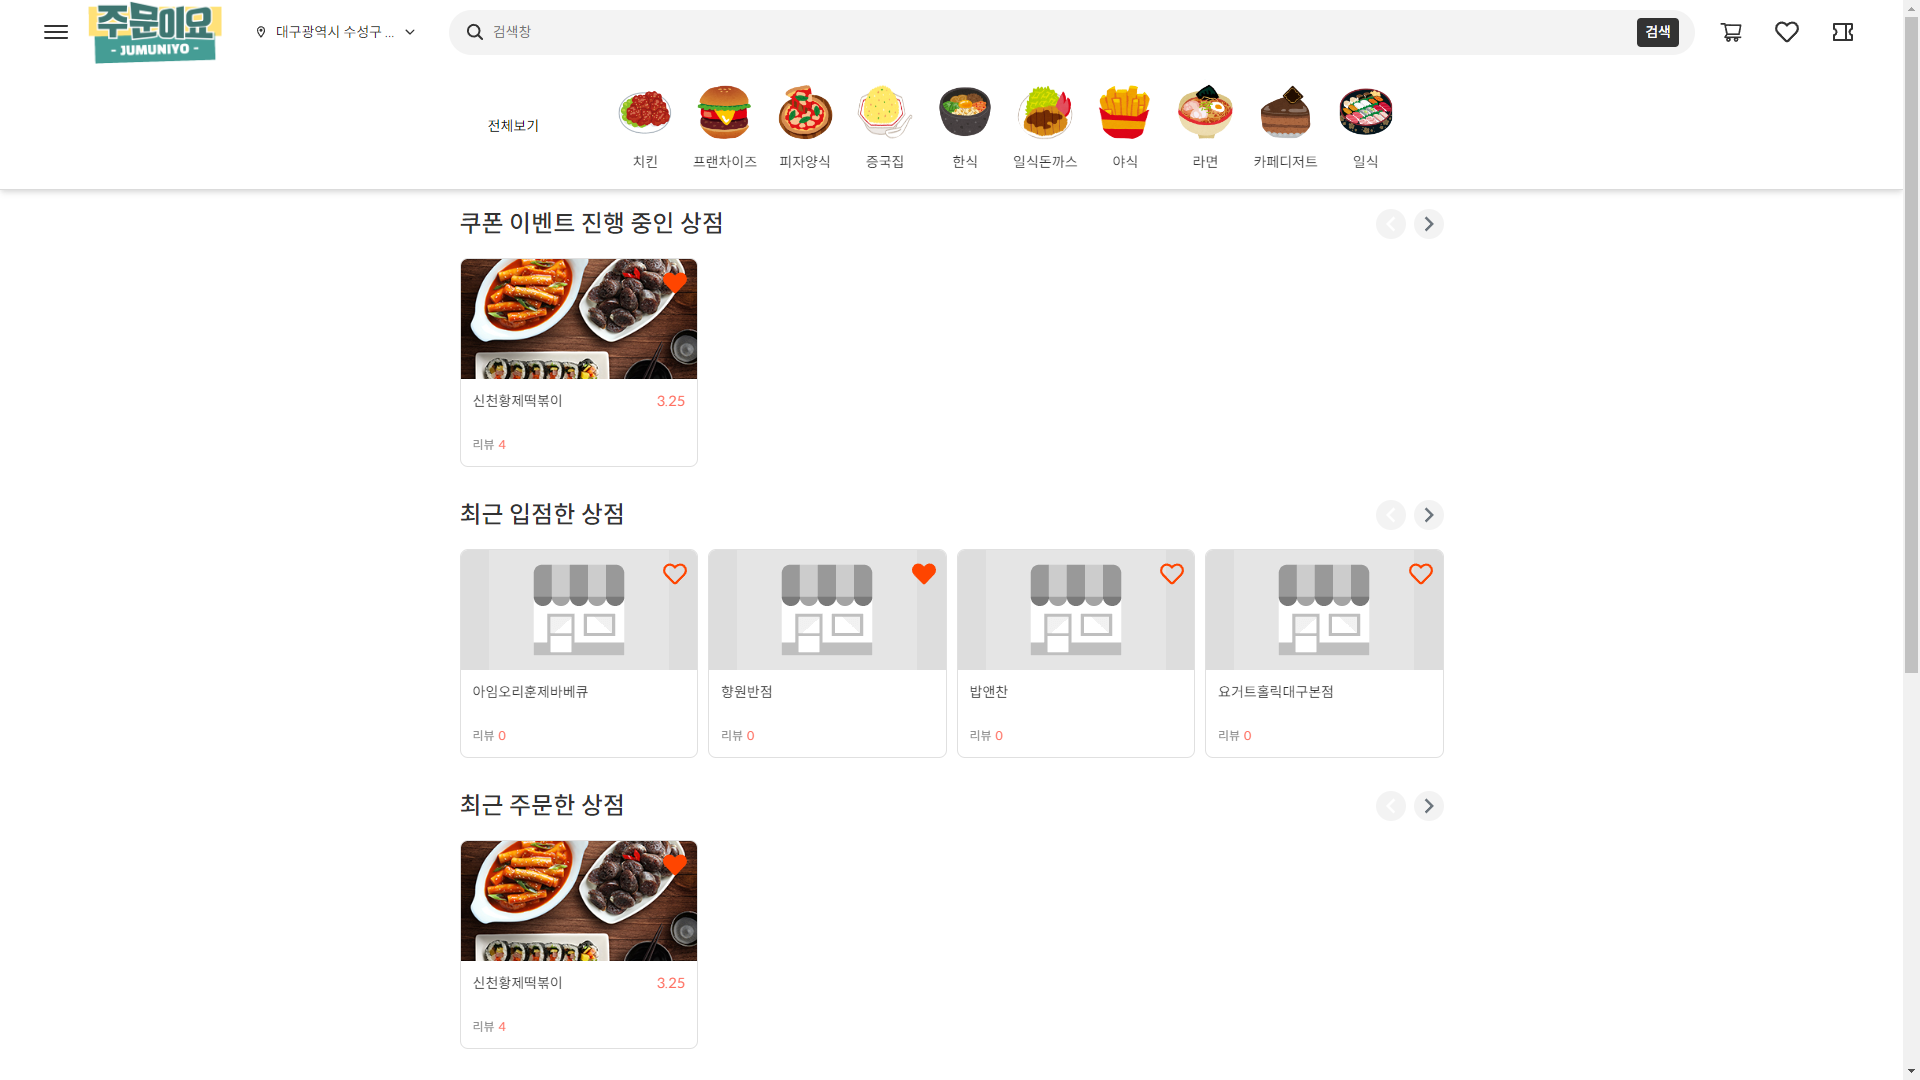 주문이요
- JUMUNIYO -
대구광역시 수성구 ...
검색창
검색
전체보기
치킨
프랜차이즈
피자양식
중국집
한식
일식돈까스
야식
라면
카페디저트
일식
쿠폰 이벤트 진행 중인 상점
신천황제떡볶이
3.25
리뷰 4
최근 입점한 상점
아임오리훈제바베큐
리뷰 0
향원반점
리뷰 0
밥앤찬
리뷰 0
요거트홀릭대구본점
리뷰 0
최근 주문한 상점
신천황제떡볶이
3.25
리뷰 4